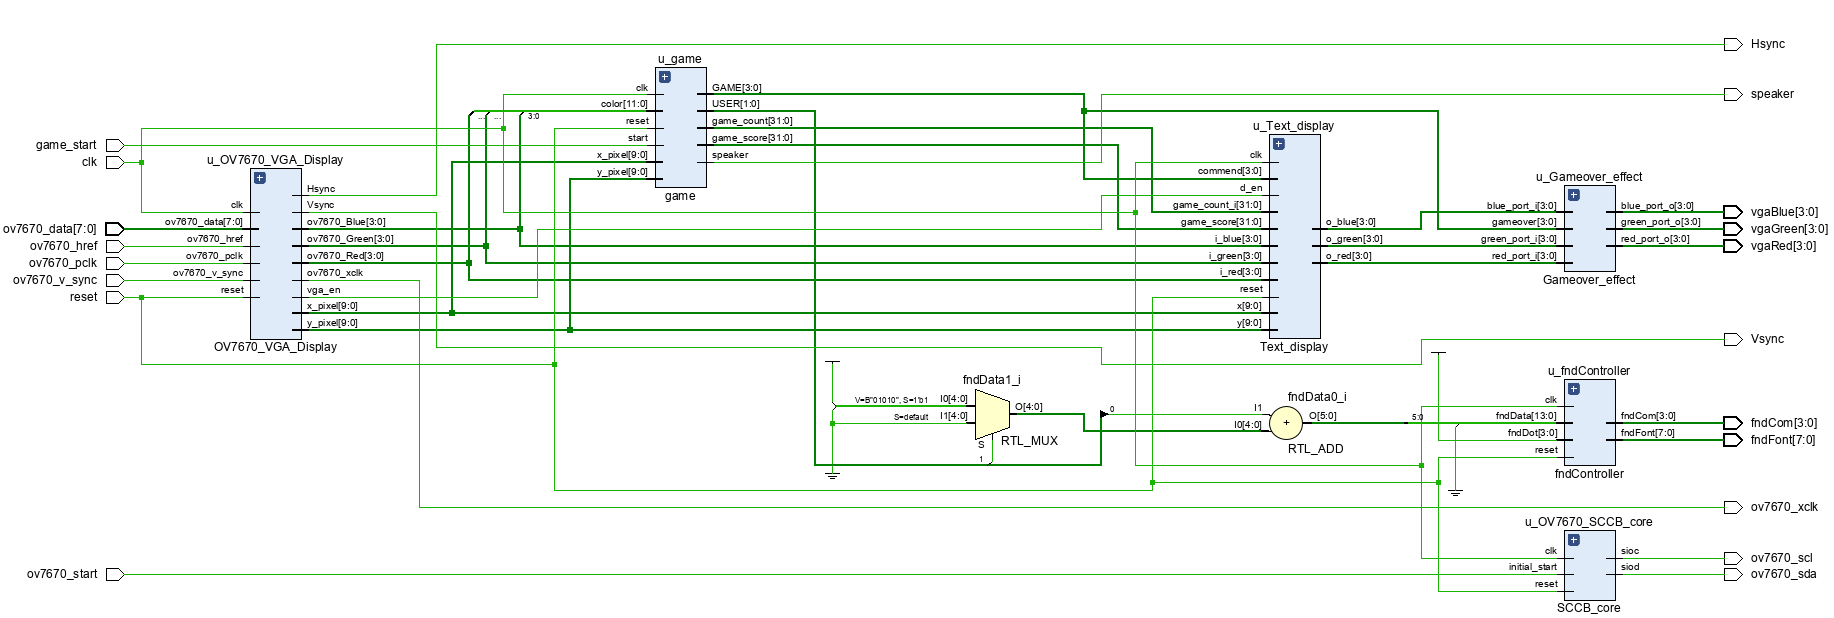 Hsync
speaker
game_start
clk
ov7670_data[7:0]
ov7670_href
ov7670_pclk
ov7670_v_sync
reset
ov7670_start
u_OV7670_VGA_Display
clk
ov7670_data[7:0]
ov7670_href
ov7670_pclk
ov7670_v_sync
reset
Hsync
Vsync
ov7670_Blue[3:0]
ov7670_Green[3:0]
ov7670_Red[3:0]
ov7670_xclk
vga_en
x_pixel[9:0]
y_pixel[9:0]
OV7670_VGA_Display
... ...
3:0
u_game
clk
color[11:0]
reset
start
x_pixel[9:0]
y_pixel[9:0]
GAME[3:0]
USER[1:0]
game_count[31:0]
game_score[31:0]
speaker
game
u_Text_display
clk
commend[3:0]
d_en
game_count_i[31:0]
game_score[31:0]
i_blue[3:0]
i_green[3:0]
i_red[3:0]
reset
x[9:0]
y[9:0]
o_blue[3:0]
o_green[3:0]
o_red[3:0]
Text_display
u_Gameover_effect
blue_port_i[3:0]
gameover[3:0]
green_port_i[3:0]
red_port_i[3:0]
blue_port_o[3:0]
green_port_o[3:0]
red_port_o[3:0]
Gameover_effect
vgaBlue[3:0]
vgaGreen[3:0]
vgaRed[3:0]
Vsync
fndData1_i
V=B"01010", S=1'b1
S=default
I0[4:0]
I1[4:0]
S
O[4:0]
RTL_MUX
1
0
fndData0_i
I1
I0[4:0]
+
O[5:0]
RTL_ADD
5:0
u_fndController
clk
fndData[13:0]
fndDot[3:0]
reset
fndCom[3:0]
fndFont[7:0]
fndController
fndCom[3:0]
fndFont[7:0]
ov7670_xclk
u_OV7670_SCCB_core
clk
initial_start
reset
sioc
siod
SCCB_core
ov7670_scl
ov7670_sda